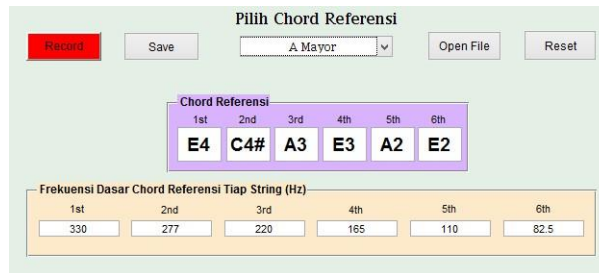 Pilih Chord Referensi
Record Save A Mayor Open File Reset
Chord Referensi
1st 2nd 3rd 4th 5th 6th
E4 C4# A3 E3 A2 E2
Frekuensi Dasar Chord Referensi Tiap String (Hz)
1st 2nd 3rd 4th 5th 6th
330 277 220 165 110 82.5